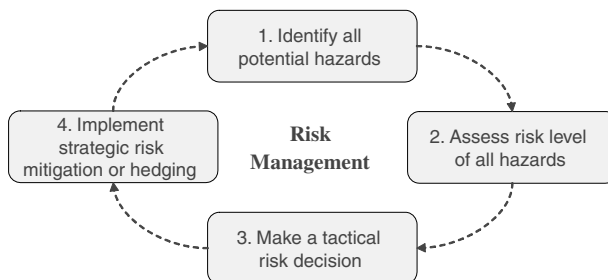 1. Identify all
potential hazards
2. Assess risk level
of all hazards
3. Make a tactical
risk decision
4. Implement
strategic risk
mitigation or hedging
Risk
Management